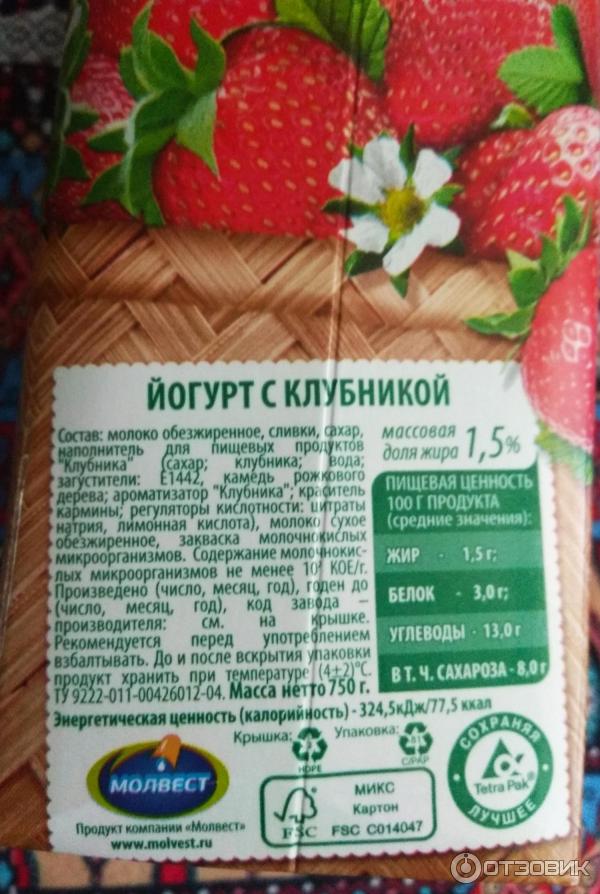 ЙОГУРТ С КЛУБНИКОЙ
Состав: молоко обезжиренное, сливки, сахар,
наполнитель для пищевых продуктов
"Клубника" (сахар; клубника; вода;
загустители: Е1442, камедь рожкового
дерева; ароматизатор "Клубника"; краситель
кармины; регуляторы кислотности: цитраты
натрия, лимонная кислота), молоко сухое
обезжиренное, закваска молочнокислых
микроорганизмов. Содержание молочнокис-
лых микроорганизмов не менее 10⁷ КОЕ/г.
Произведено (число, месяц, год), годен до
(число, месяц, год), код завода –
производителя: см. на крышке.
Рекомендуется перед употреблением
взбалтывать. До и после вскрытия упаковки
продукт хранить при температуре (4±2)°С.
ТУ 9222-011-00426012-04. Масса нетто 750 г.
массовая
доля жира 1,5%
ПИЩЕВАЯ ЦЕННОСТЬ
100 Г ПРОДУКТА
(средние значения):
ЖИР - 1,5 г;
БЕЛОК - 3,0 г;
УГЛЕВОДЫ - 13,0 г
В Т. Ч. САХАРОЗА - 8,0 г
Энергетическая ценность (калорийность) - 324,5кДж/77,5 ккал
Крышка:
HDPE
Упаковка:
81
C/PAP
МОЛВЕСТ
Продукт компании «Молвест»
www.molvest.ru
FSC
МИКС
Картон
FSC C014047
СОХРАНЯЯ
Tetra Pak®
ЛУЧШЕЕ
ОТЗОВИК